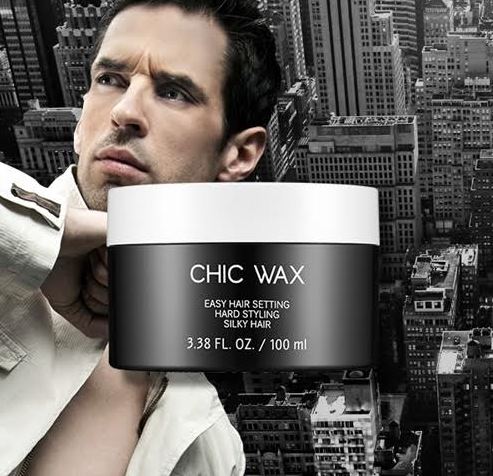 CHIC WAX
EASY HAIR SETTING
HARD STYLING
SILKY HAIR
3.38 FL. OZ. / 100 ml